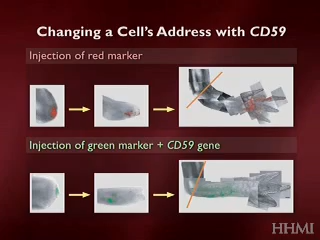 Changing a Cell's Address with CD59
Injection of red marker
Injection of green marker + CD59 gene
HHMI